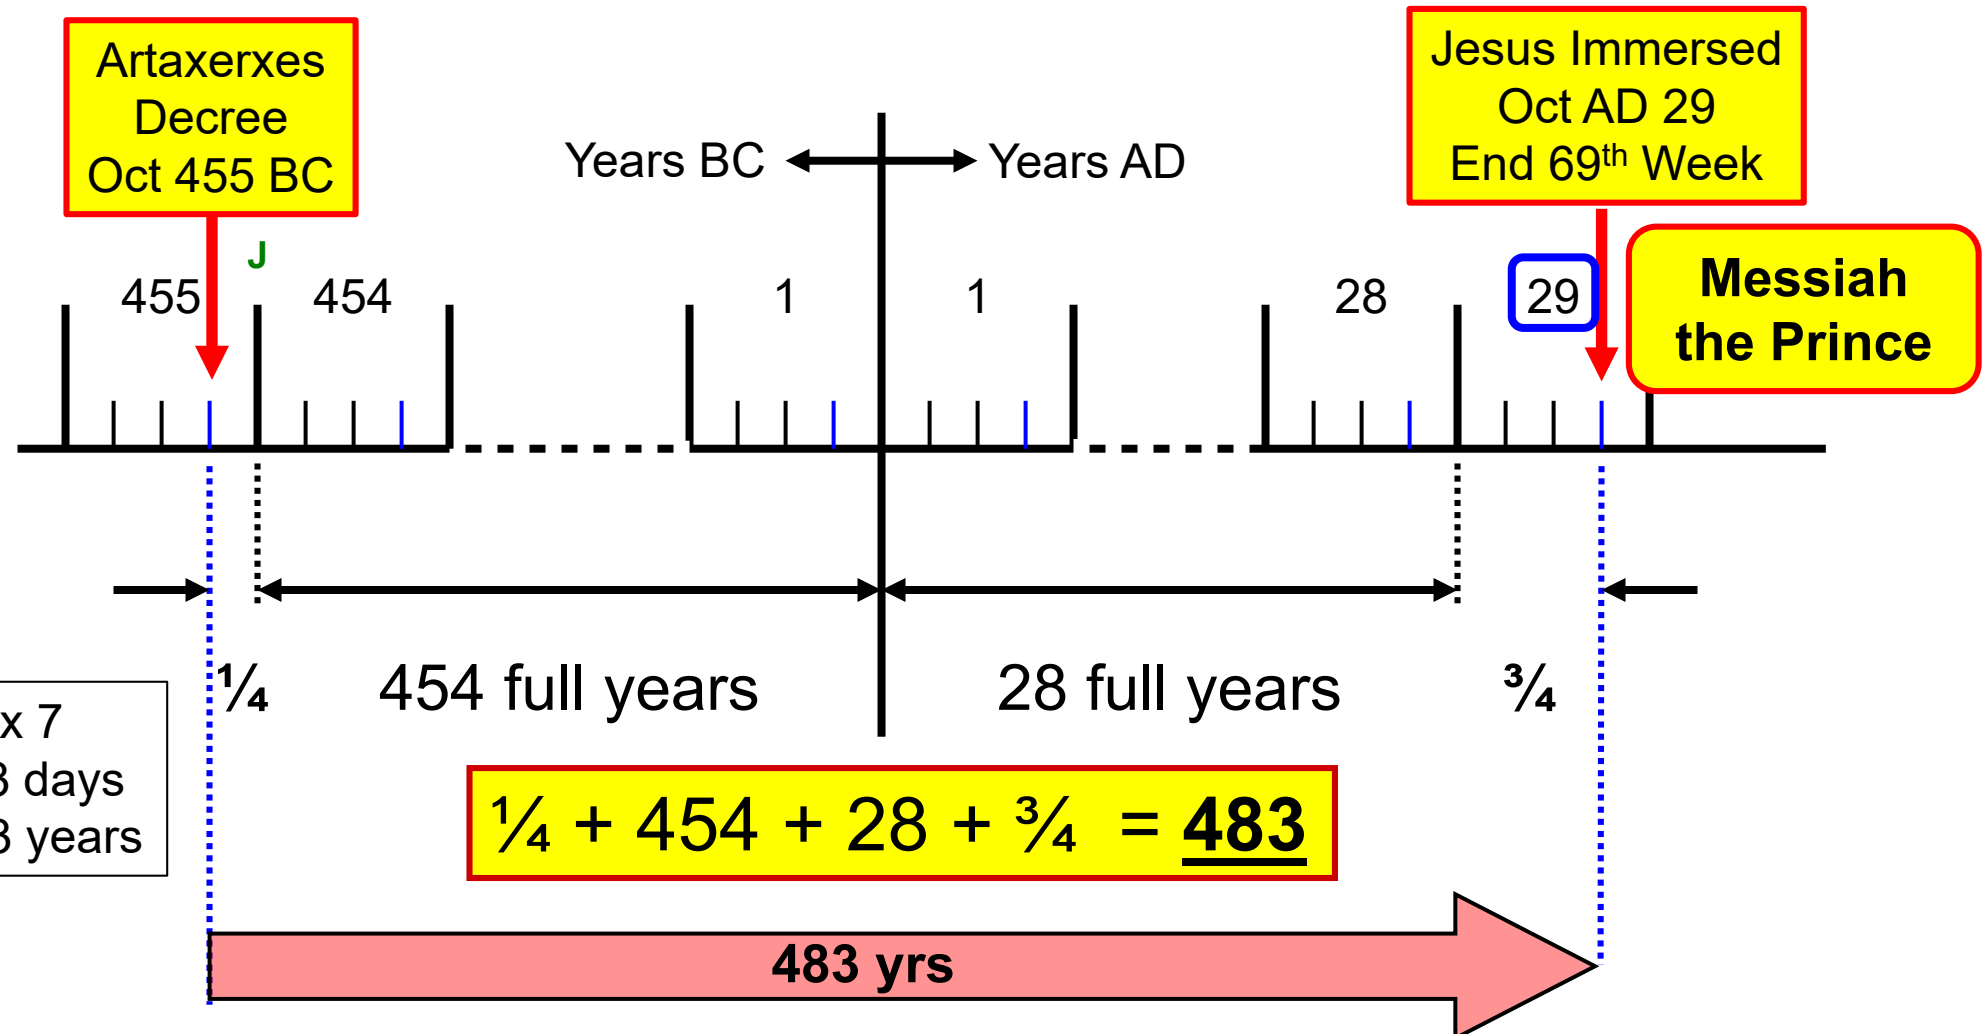 Artaxerxes
Decree
Oct 455 BC
Years BC
Years AD
Jesus Immersed
Oct AD 29
End 69th Week
J
455
454
1
1
28
29
Messiah
the Prince
¼
454 full years
28 full years
¾
x 7
days
years
¼ + 454 + 28 + ¾ = 483
483 yrs